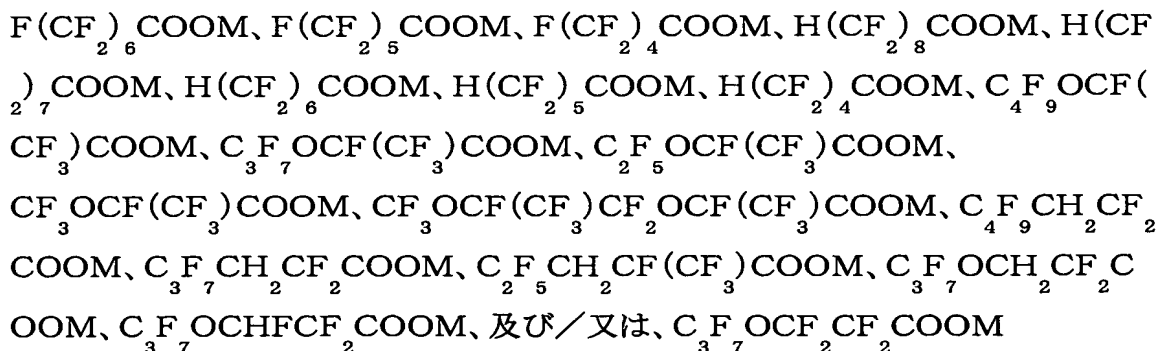 F(CF₂)₆COOM、F(CF₂)₅COOM、F(CF₂)₄COOM、H(CF₂)₈COOM、H(CF
₂)₇COOM、H(CF₂)₆COOM、H(CF₂)₅COOM、H(CF₂)₄COOM、C₄F₉OCF(
CF₃)COOM、C₃F₇OCF(CF₃)COOM、C₂F₅OCF(CF₃)COOM、
CF₃OCF(CF₃)COOM、CF₃OCF(CF₃)CF₂OCF(CF₃)COOM、C₄F₉CH₂CF₂
COOM、C₃F₇CH₂CF₂COOM、C₂F₅CH₂CF(CF₃)COOM、C₃F₇OCH₂CF₂C
OOM、C₃F₇OCHFCF₂COOM、及び/又は、C₃F₇OCF₂CF₂COOM